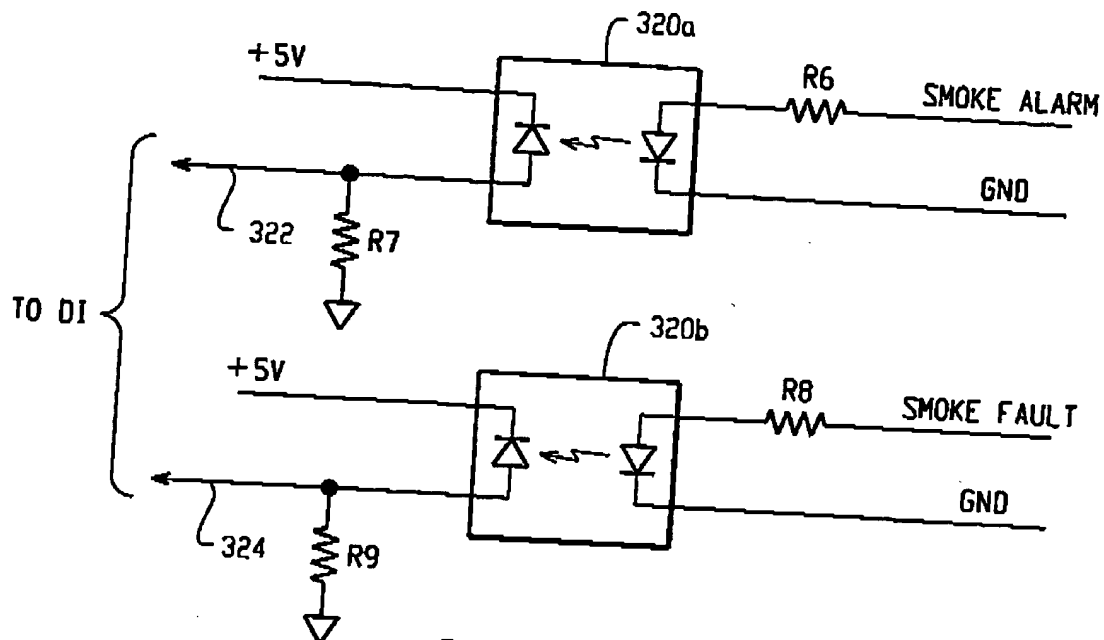 320a
+5V
R6
SMOKE ALARM
GND
322
R7
TO DI
320b
+5V
R8
SMOKE FAULT
GND
324
R9